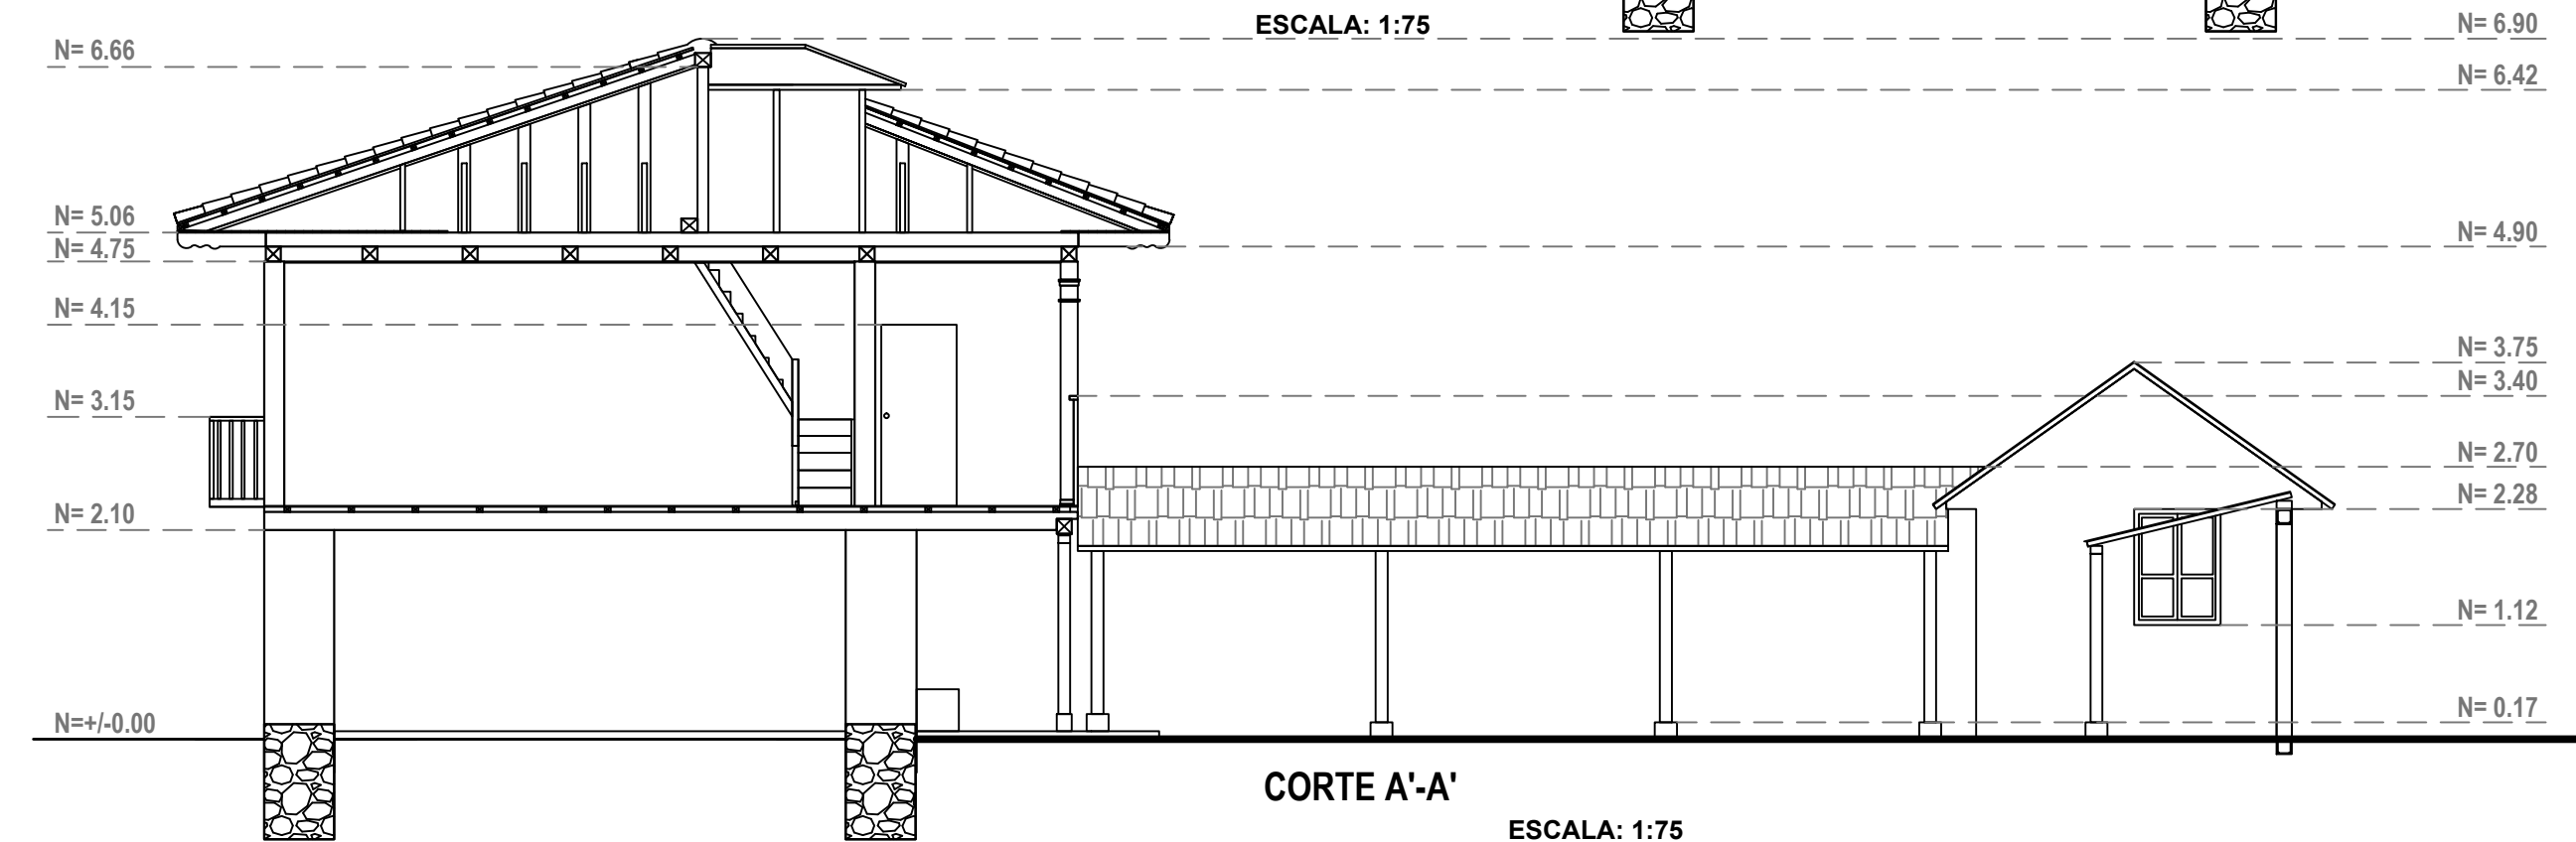 ESCALA: 1:75
N= 6.90
N= 6.66
N= 6.42
N= 5.06
N= 4.90
N= 4.75
N= 4.15
N= 3.75
N= 3.40
N= 3.15
N= 2.70
N= 2.28
N= 2.10
N= 1.12
N= 0.17
N=+/-0.00
CORTE A'-A'
ESCALA: 1:75